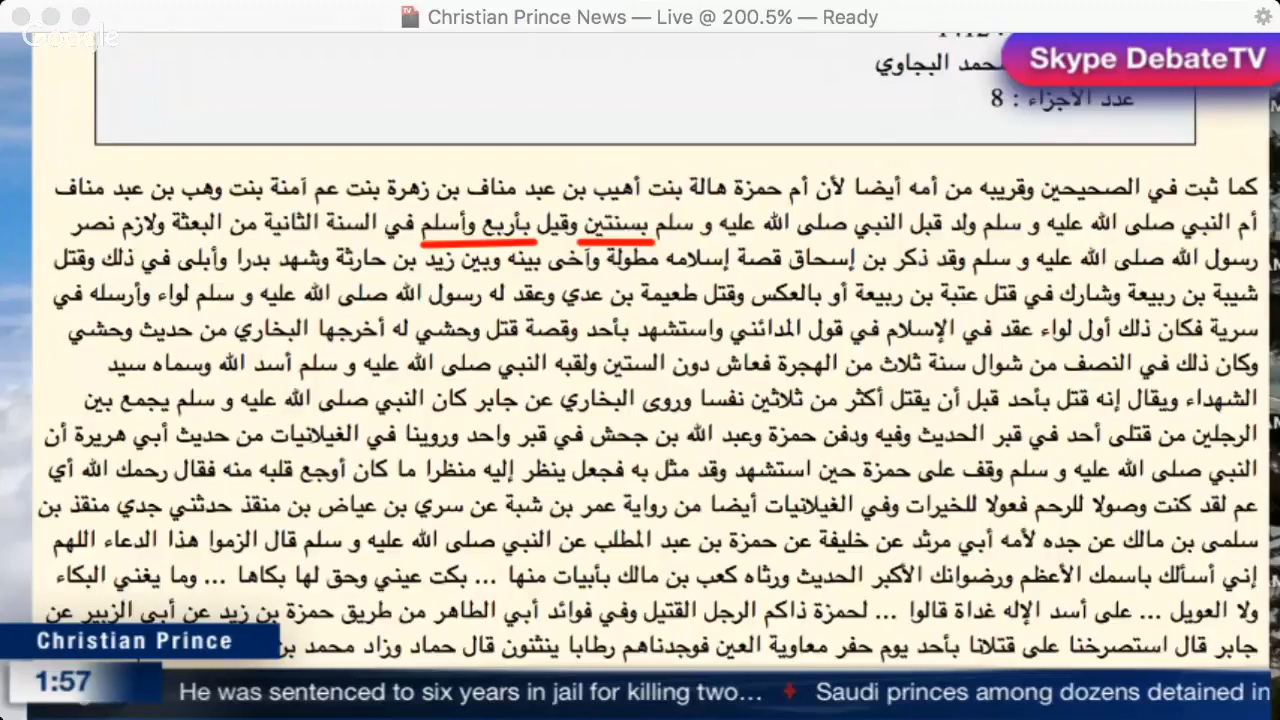 Christian Prince News — Live @ 200.5% — Ready
Google
Skype DebateTV
محمد البجاوي
عدد الأجزاء : 8
كما ثبت في الصحيحين وقريبه من أمه أيضا لأن أم حمزة هالة بنت أهيب بن عبد مناف بن زهرة بنت عم آمنة بنت وهب بن عبد مناف
أم النبي صلى الله عليه و سلم ولد قبل النبي صلى الله عليه و سلم بسنتين وقيل بأربع وأسلم في السنة الثانية من البعثة ولازم نصر
رسول الله صلى الله عليه و سلم وقد ذكر بن إسحاق قصة إسلامه مطولة وآخى بينه وبين زيد بن حارثة وشهد بدرا وأبلى في ذلك وقتل
شيبة بن ربيعة وشارك في قتل عتبة بن ربيعة أو بالعكس وقتل طعيمة بن عدي وعقد له رسول الله صلى الله عليه و سلم لواء وأرسله في
سرية فكان ذلك أول لواء عقد في الإسلام في قول المدائني واستشهد بأحد وقصة قتل وحشي له أخرجها البخاري من حديث وحشي
وكان ذلك في النصف من شوال سنة ثلاث من الهجرة فعاش دون الستين ولقبه النبي صلى الله عليه و سلم أسد الله وسماه سيد
الشهداء ويقال إنه قتل بأحد قبل أن يقتل أكثر من ثلاثين نفسا وروى البخاري عن جابر كان النبي صلى الله عليه و سلم يجمع بين
الرجلين من قتلى أحد في قبر الحديث وفيه ودفن حمزة وعبد الله بن جحش في قبر واحد وروينا في الغيلانيات من حديث أبي هريرة أن
النبي صلى الله عليه و سلم وقف على حمزة حين استشهد وقد مثل به فجعل ينظر إليه منظرا ما كان أوجع قلبه منه فقال رحمك الله أي
عم لقد كنت وصولا للرحم فعولا للخيرات وفي الغيلانيات أيضا من رواية عمر بن شبة عن سري بن عياض بن منقذ حدثتني جدي منقذ بن
سلمى بن مالك عن جده لأمه أبي مرثد عن خليفة عن حمزة بن عبد المطلب عن النبي صلى الله عليه و سلم قال الزموا هذا الدعاء اللهم
إني أسألك باسمك الأعظم ورضوانك الأكبر الحديث ورثاه كعب بن مالك بأبيات منها ... بكت عيني وحق لها بكاها ... وما يغني البكاء
ولا العويل ... على أسد الإله غداة قالوا ... لحمزة ذاكم الرجل القتيل وفي فوائد أبي الطاهر من طريق حمزة بن زيد عن أبي الزبير عن
جابر قال استصرخنا على قتلانا بأحد يوم حفر معاوية العين فوجدناهم رطابا ينثنون قال حماد وزاد محمد بن
Christian Prince
1:57
He was sentenced to six years in jail for killing two... ♦ Saudi princes among dozens detained in